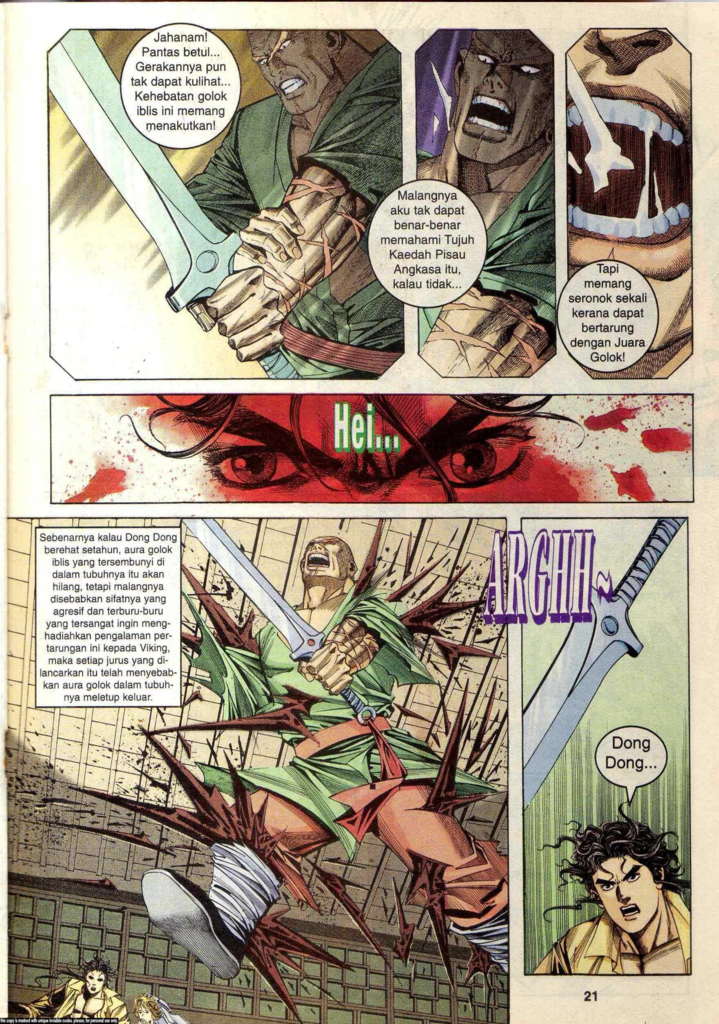 Jahanam!
Pantas betul...
Gerakannya pun
tak dapat kulihat...
Kehebatan golok
iblis ini memang
menakutkan!
Malangnya
aku tak dapat
benar-benar
memahami Tujuh
Kaedah Pisau
Angkasa itu,
kalau tidak...
Tapi
memang
seronok sekali
kerana dapat
bertarung
dengan Juara
Golok!
Hei...
Sebenarnya kalau Dong Dong
berehat setahun, aura golok
iblis yang tersembunyi di
dalam tubuhnya itu akan
hilang, tetapi malangnya
disebabkan sifatnya yang
agresif dan terburu-buru
yang tersangat ingin meng-
hadiahkan pengalaman per-
tarungan ini kepada Viking,
maka setiap jurus yang di-
lancarkan itu telah menyebab-
kan aura golok dalam tubuh-
nya meletup keluar.
ARGHH~
Dong
Dong...
21